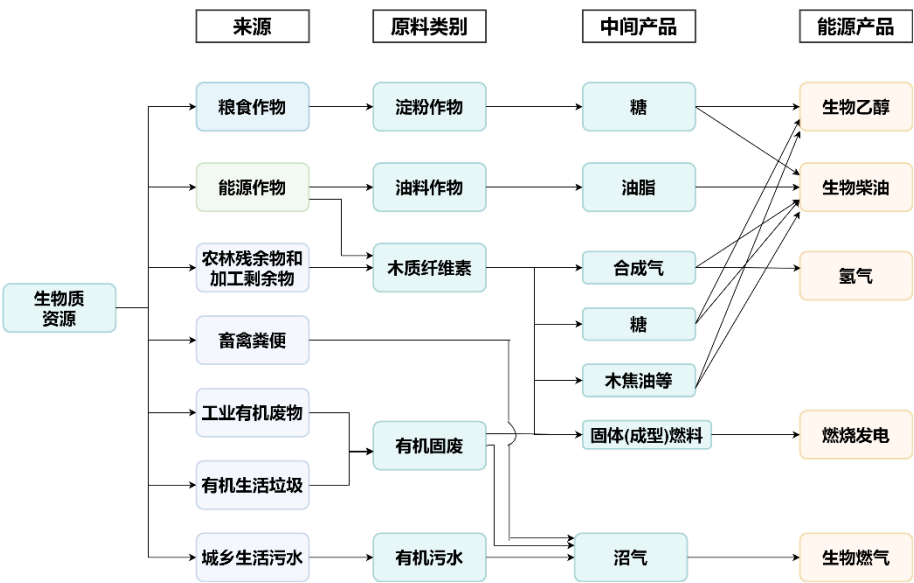 来源
原料类别
中间产品
能源产品
粮食作物
淀粉作物
糖
生物乙醇
能源作物
油料作物
油脂
生物柴油
农林残余物和
加工剩余物
木质纤维素
合成气
氢气
生物质
资源
糖
畜禽粪便
木焦油等
工业有机废物
有机固废
固体(成型)燃料
燃烧发电
有机生活垃圾
城乡生活污水
有机污水
沼气
生物燃气